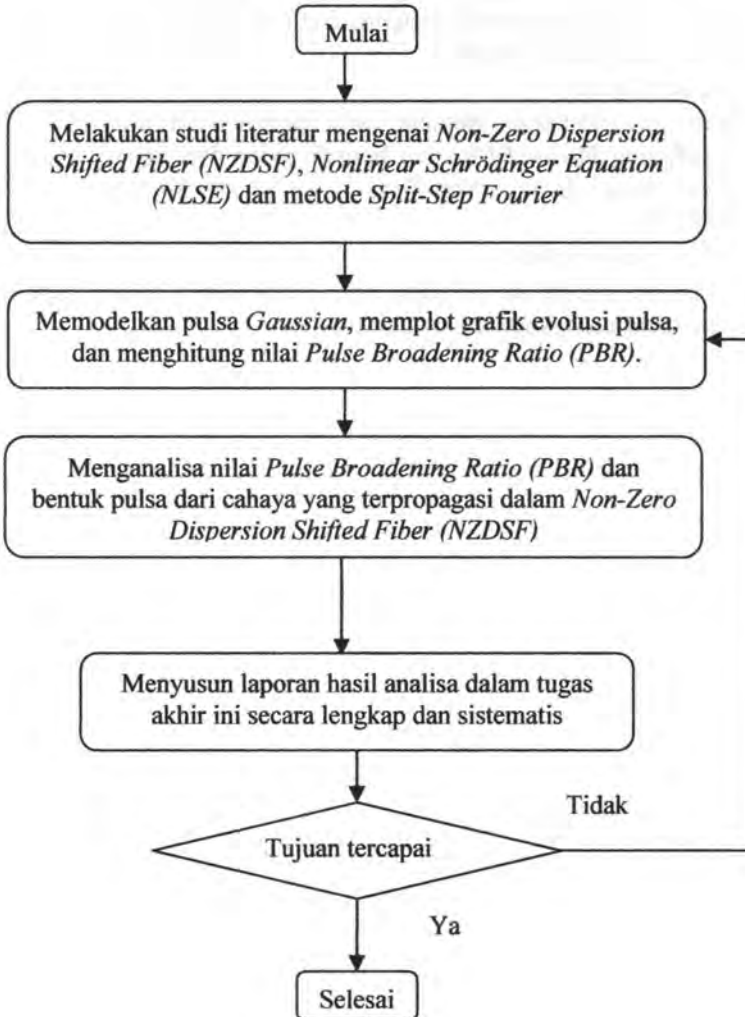 Mulai
Melakukan studi literatur mengenai Non-Zero Dispersion
Shifted Fiber (NZDSF), Nonlinear Schrödinger Equation
(NLSE) dan metode Split-Step Fourier
Memodelkan pulsa Gaussian, memplot grafik evolusi pulsa,
dan menghitung nilai Pulse Broadening Ratio (PBR).
Menganalisa nilai Pulse Broadening Ratio (PBR) dan
bentuk pulsa dari cahaya yang terpropagasi dalam Non-Zero
Dispersion Shifted Fiber (NZDSF)
Menyusun laporan hasil analisa dalam tugas
akhir ini secara lengkap dan sistematis
Tidak
Tujuan tercapai
Ya
Selesai